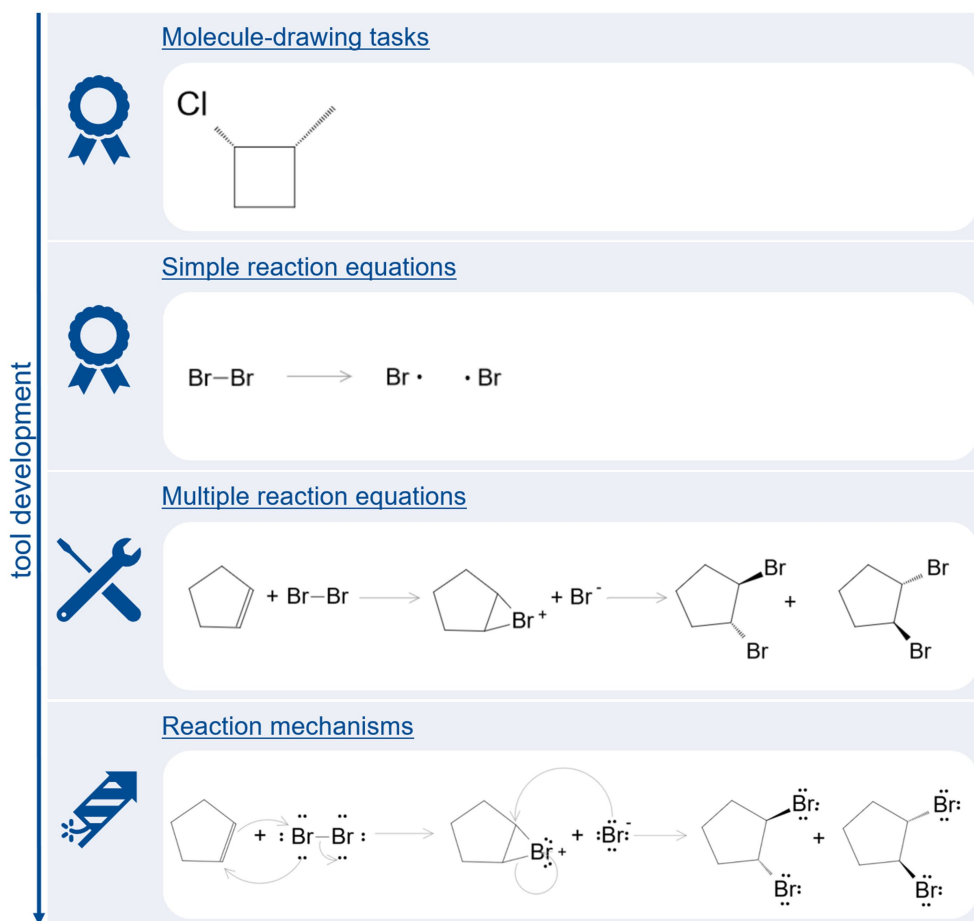 Molecule-drawing tasks
Cl
Simple reaction equations
Br–Br Br · · Br
tool development
Multiple reaction equations
+ Br–Br Br + + Br - Br Br + Br Br
Reaction mechanisms
+ :Br–Br: Br + + :Br: - Br: Br: + Br: Br: